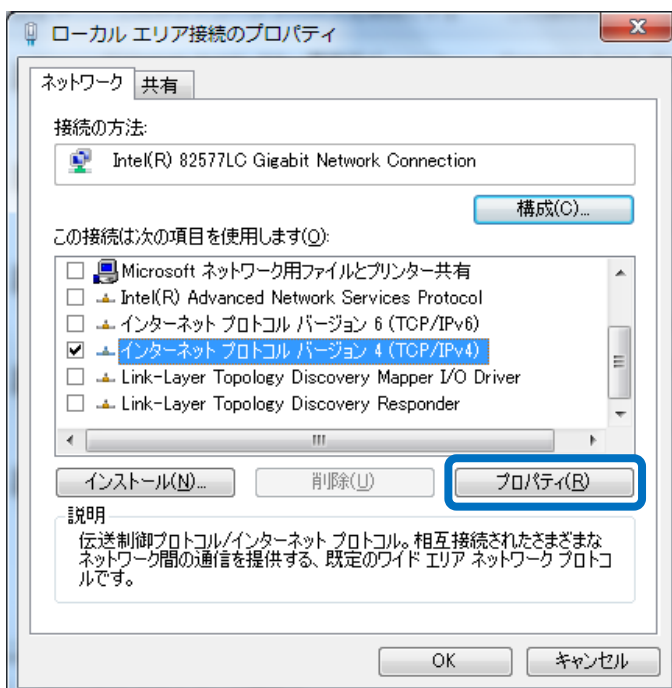 ローカル エリア接続のプロパティ
ネットワーク 共有
接続の方法:
Intel(R) 82577LC Gigabit Network Connection
構成(C)...
この接続は次の項目を使用します(O):
Microsoft ネットワーク用ファイルとプリンター共有
Intel(R) Advanced Network Services Protocol
インターネット プロトコル バージョン 6 (TCP/IPv6)
インターネット プロトコル バージョン 4 (TCP/IPv4)
Link-Layer Topology Discovery Mapper I/O Driver
Link-Layer Topology Discovery Responder
インストール(N)... 削除(U) プロパティ(R)
説明
伝送制御プロトコル/インターネット プロトコル。相互接続されたさまざまな
ネットワーク間の通信を提供する、既定のワイド エリア ネットワーク プロトコ
ルです。
OK キャンセル